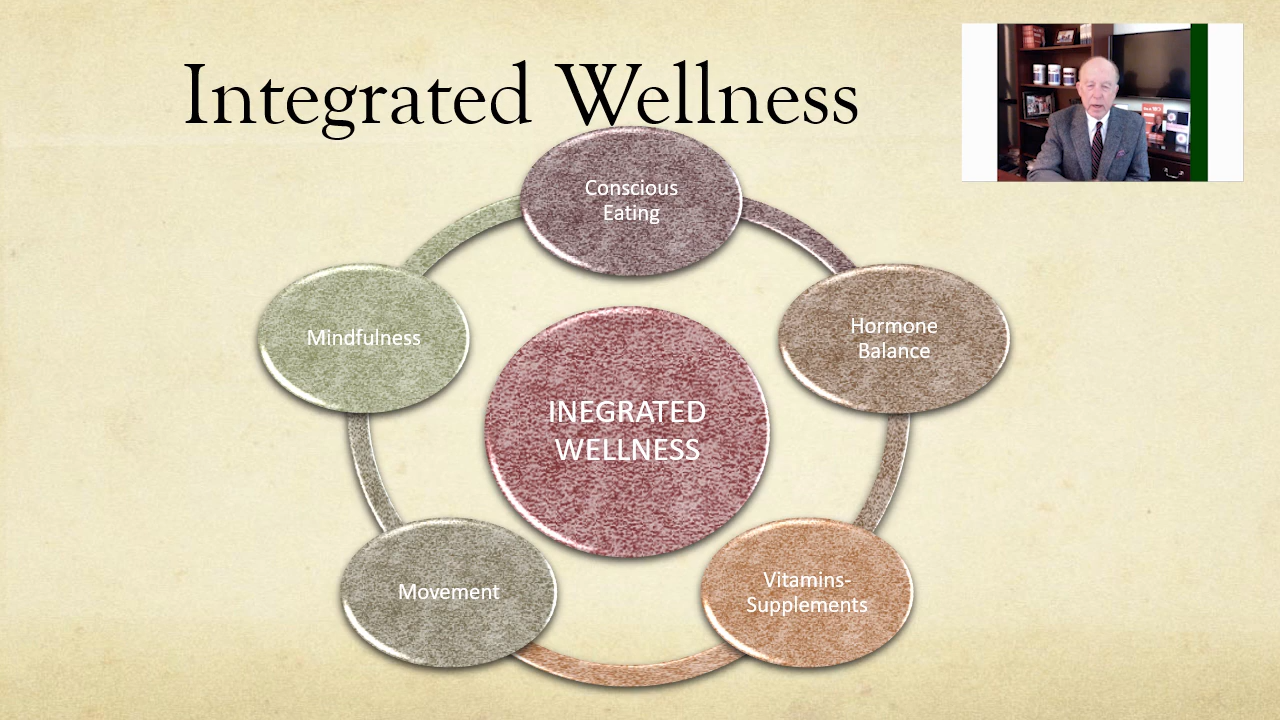 Integrated Wellness
Conscious
Eating
Mindfulness
Hormone
Balance
INEGRATED
WELLNESS
Movement
Vitamins-
Supplements